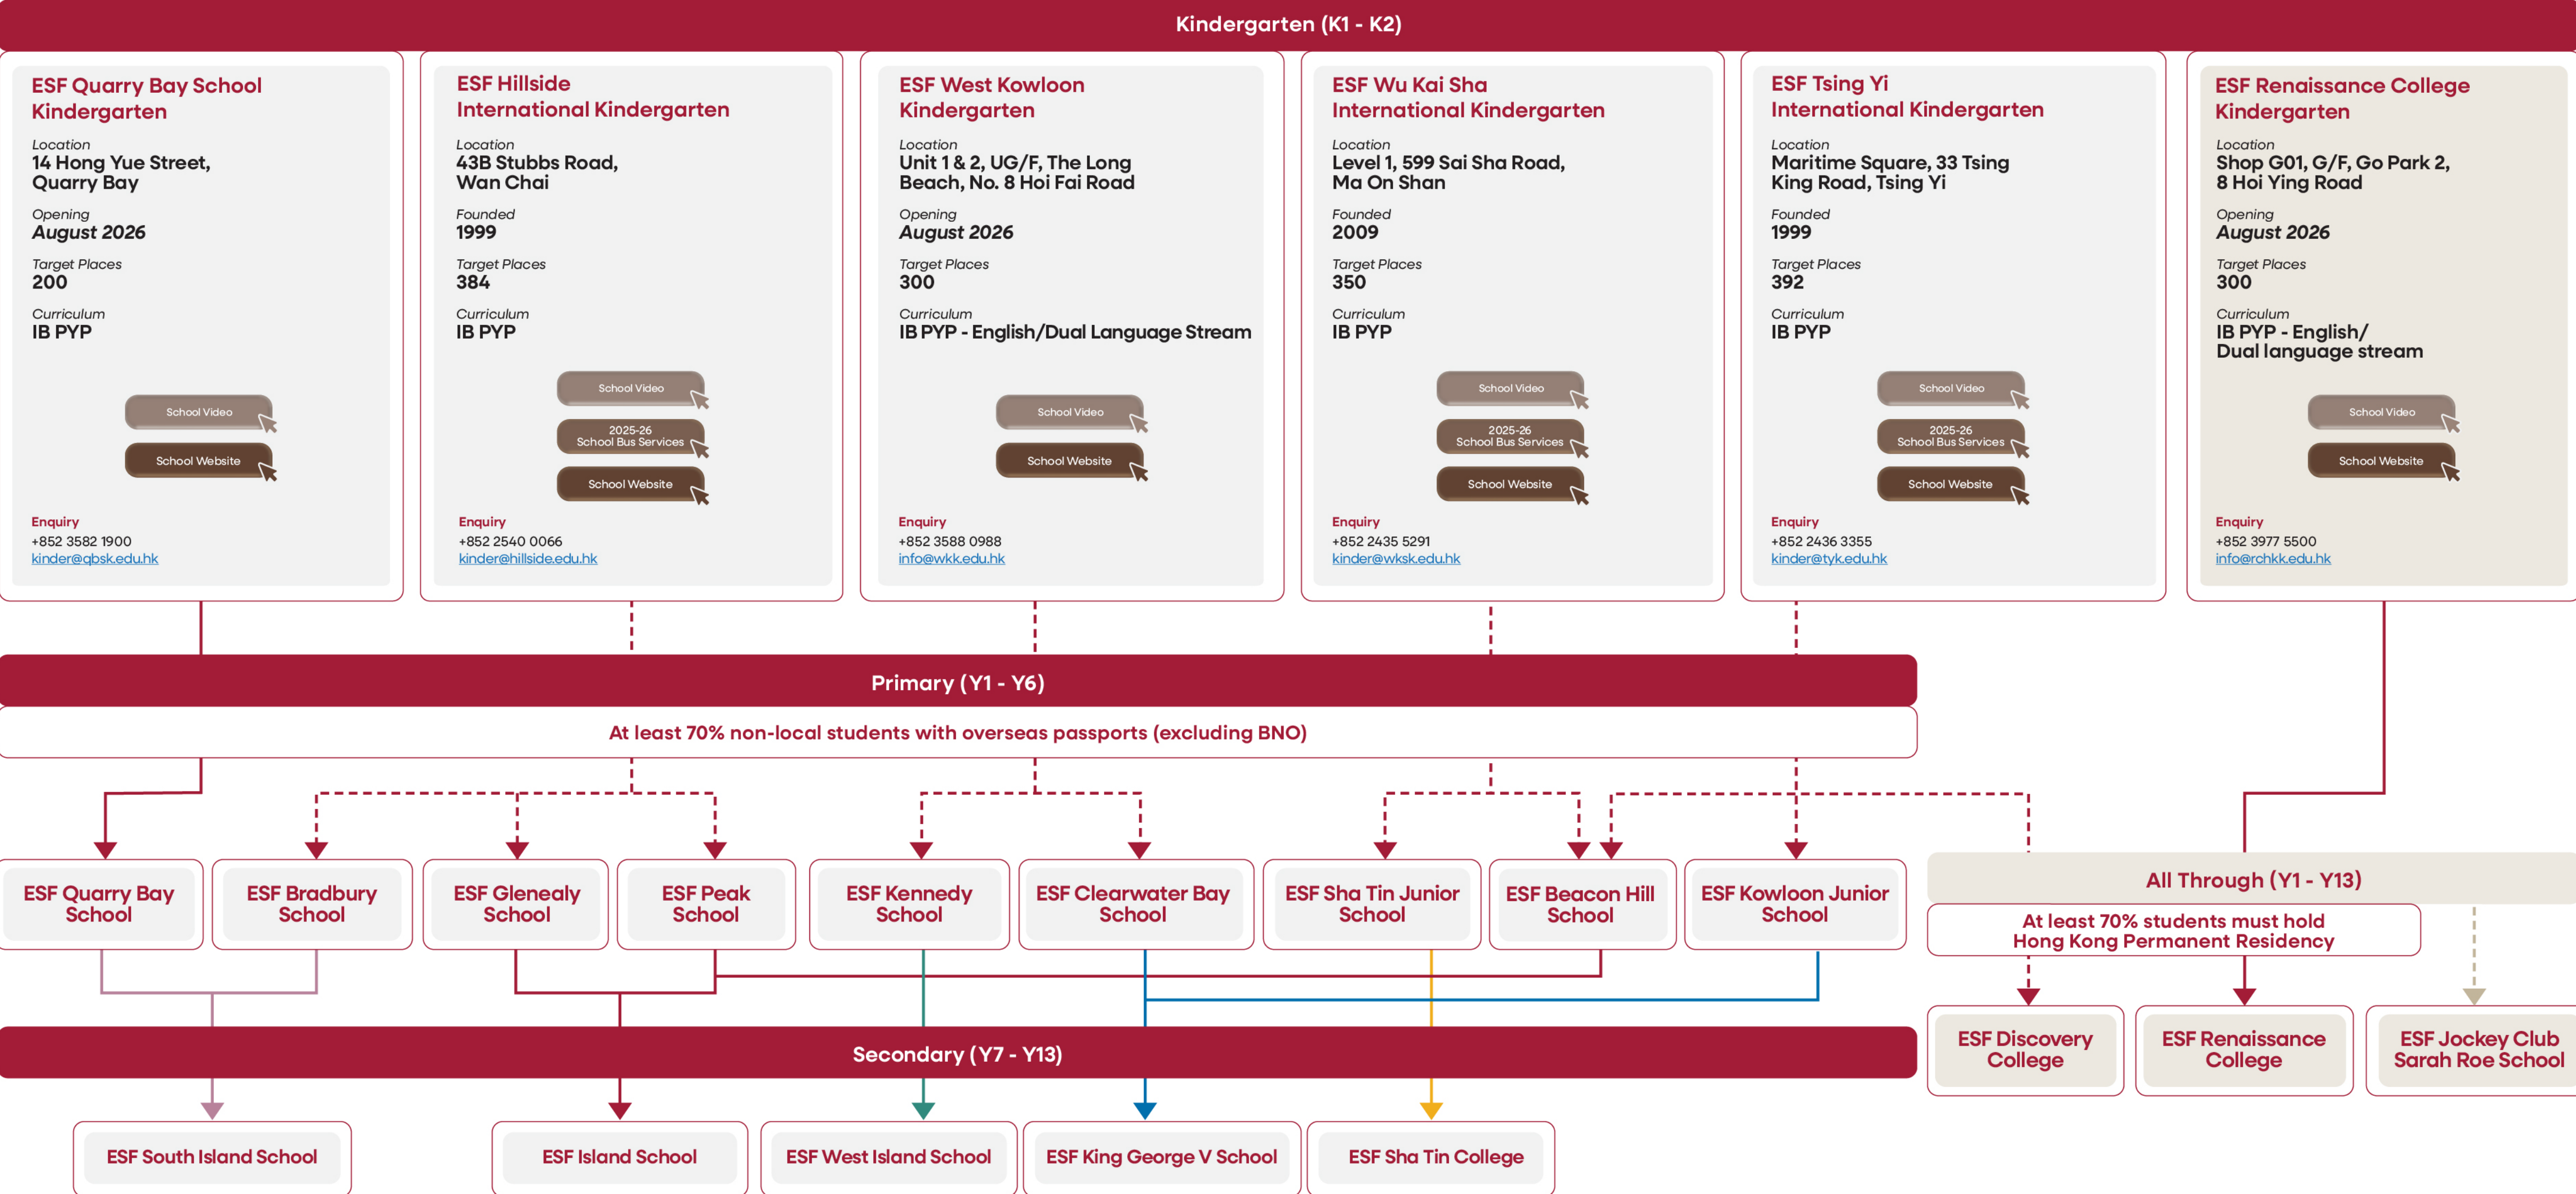 Kindergarten (K1 - K2)
ESF Quarry Bay School
Kindergarten
Location
14 Hong Yue Street,
Quarry Bay
Opening
August 2026
Target Places
200
Curriculum
IB PYP
School Video
School Website
Enquiry
+852 3582 1900
kinder@qbsk.edu.hk
ESF Hillside
International Kindergarten
Location
43B Stubbs Road,
Wan Chai
Founded
1999
Target Places
384
Curriculum
IB PYP
School Video
2025-26
School Bus Services
School Website
Enquiry
+852 2540 0066
kinder@hillside.edu.hk
ESF West Kowloon
Kindergarten
Location
Unit 1 & 2, UG/F, The Long
Beach, No. 8 Hoi Fai Road
Opening
August 2026
Target Places
300
Curriculum
IB PYP - English/Dual Language Stream
School Video
School Website
Enquiry
+852 3588 0988
info@wkk.edu.hk
ESF Wu Kai Sha
International Kindergarten
Location
Level 1, 599 Sai Sha Road,
Ma On Shan
Founded
2009
Target Places
350
Curriculum
IB PYP
School Video
2025-26
School Bus Services
School Website
Enquiry
+852 2435 5291
kinder@wksk.edu.hk
ESF Tsing Yi
International Kindergarten
Location
Maritime Square, 33 Tsing
King Road, Tsing Yi
Founded
1999
Target Places
392
Curriculum
IB PYP
School Video
2025-26
School Bus Services
School Website
Enquiry
+852 2436 3355
kinder@tyk.edu.hk
ESF Renaissance College
Kindergarten
Location
Shop G01, G/F, Go Park 2,
8 Hoi Ying Road
Opening
August 2026
Target Places
300
Curriculum
IB PYP - English/
Dual language stream
School Video
School Website
Enquiry
+852 3977 5500
info@rchkk.edu.hk
Primary (Y1 - Y6)
At least 70% non-local students with overseas passports (excluding BNO)
ESF Quarry Bay
School
ESF Bradbury
School
ESF Glenealy
School
ESF Peak
School
ESF Kennedy
School
ESF Clearwater Bay
School
ESF Sha Tin Junior
School
ESF Beacon Hill
School
ESF Kowloon Junior
School
All Through (Y1 - Y13)
At least 70% students must hold
Hong Kong Permanent Residency
ESF Discovery
College
ESF Renaissance
College
ESF Jockey Club
Sarah Roe School
Secondary (Y7 - Y13)
ESF South Island School
ESF Island School
ESF West Island School
ESF King George V School
ESF Sha Tin College